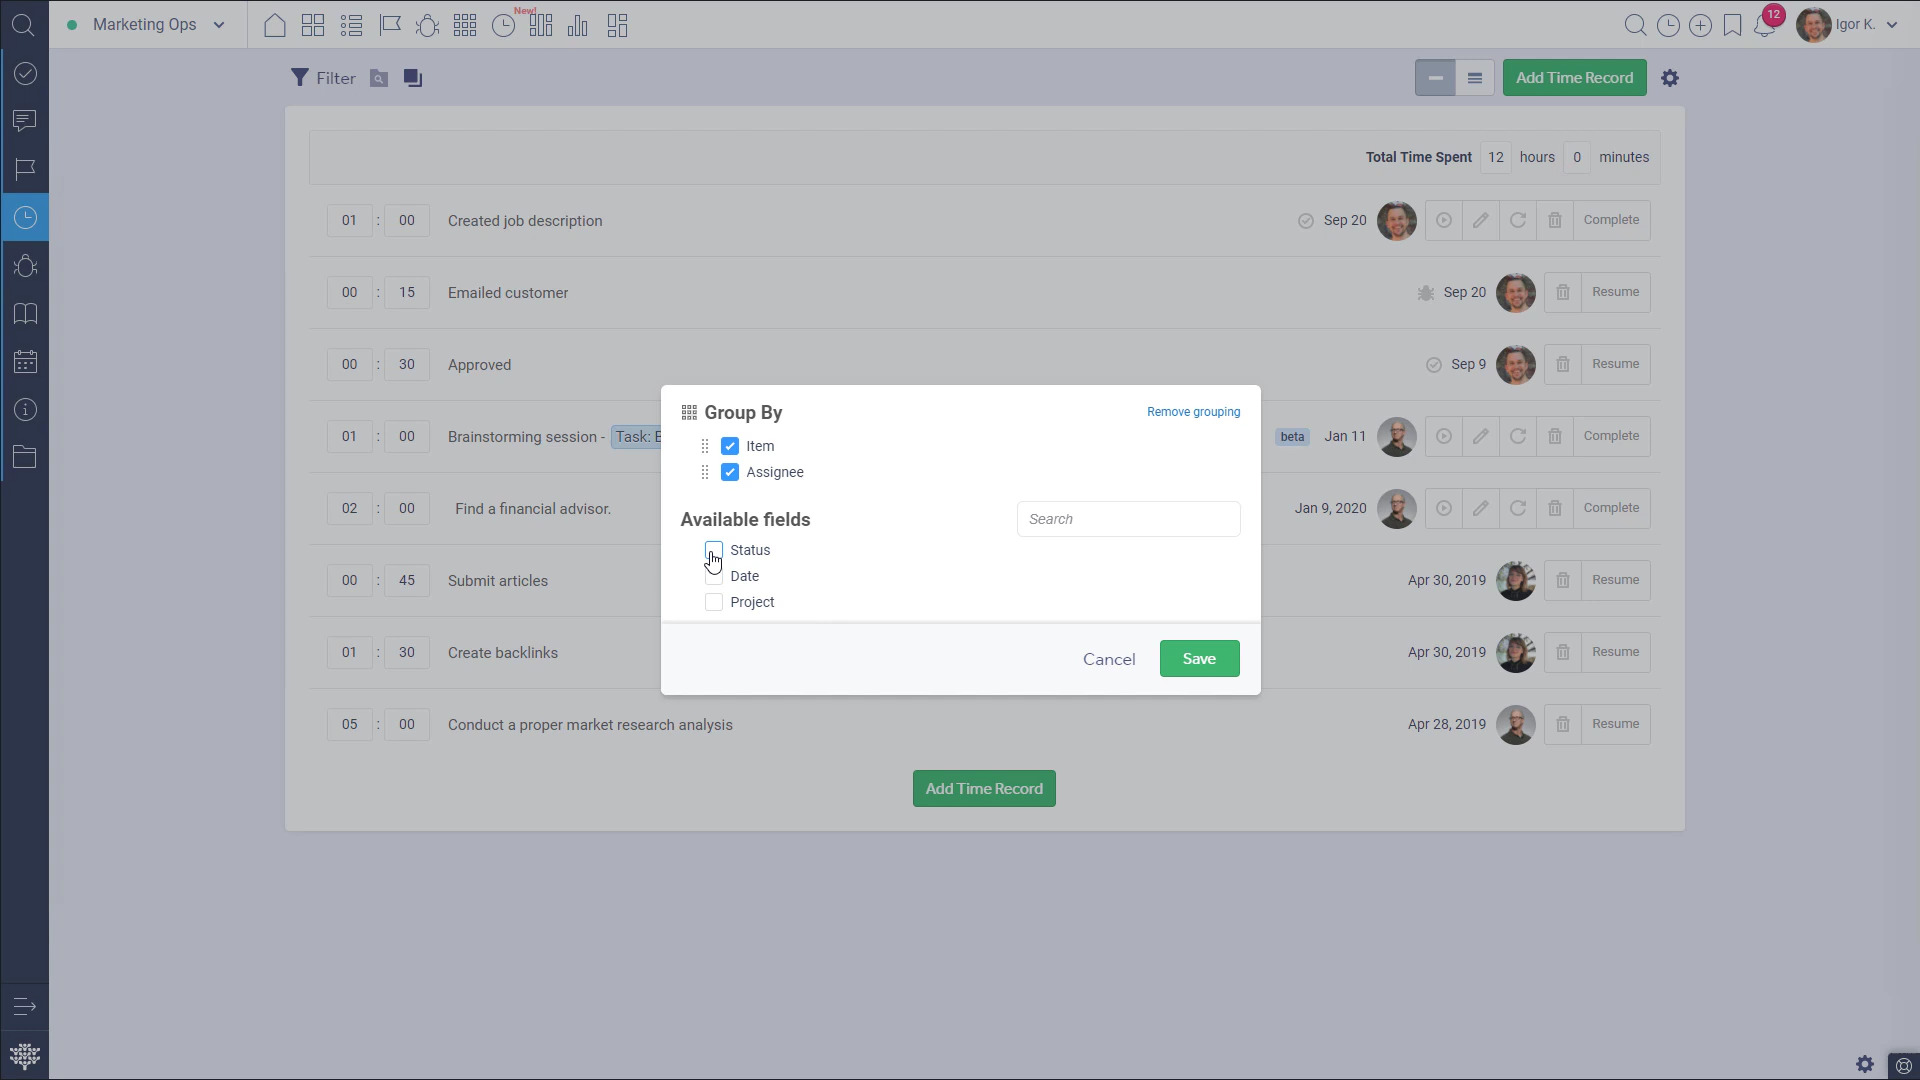 Marketing Ops
New!
12
Igor K.
Filter
Add Time Record
Total Time Spent 12 hours 0 minutes
01 : 00 Created job description Sep 20 Complete
00 : 15 Emailed customer Sep 20 Resume
00 : 30 Approved Sep 9 Resume
01 : 00 Brainstorming session - Task: beta Jan 11 Complete
02 : 00 Find a financial advisor. Jan 9, 2020 Complete
00 : 45 Submit articles Apr 30, 2019 Resume
01 : 30 Create backlinks Apr 30, 2019 Resume
05 : 00 Conduct a proper market research analysis Apr 28, 2019 Resume
Add Time Record
Group By Remove grouping
Item
Assignee
Available fields Search
Status
Date
Project
Cancel Save